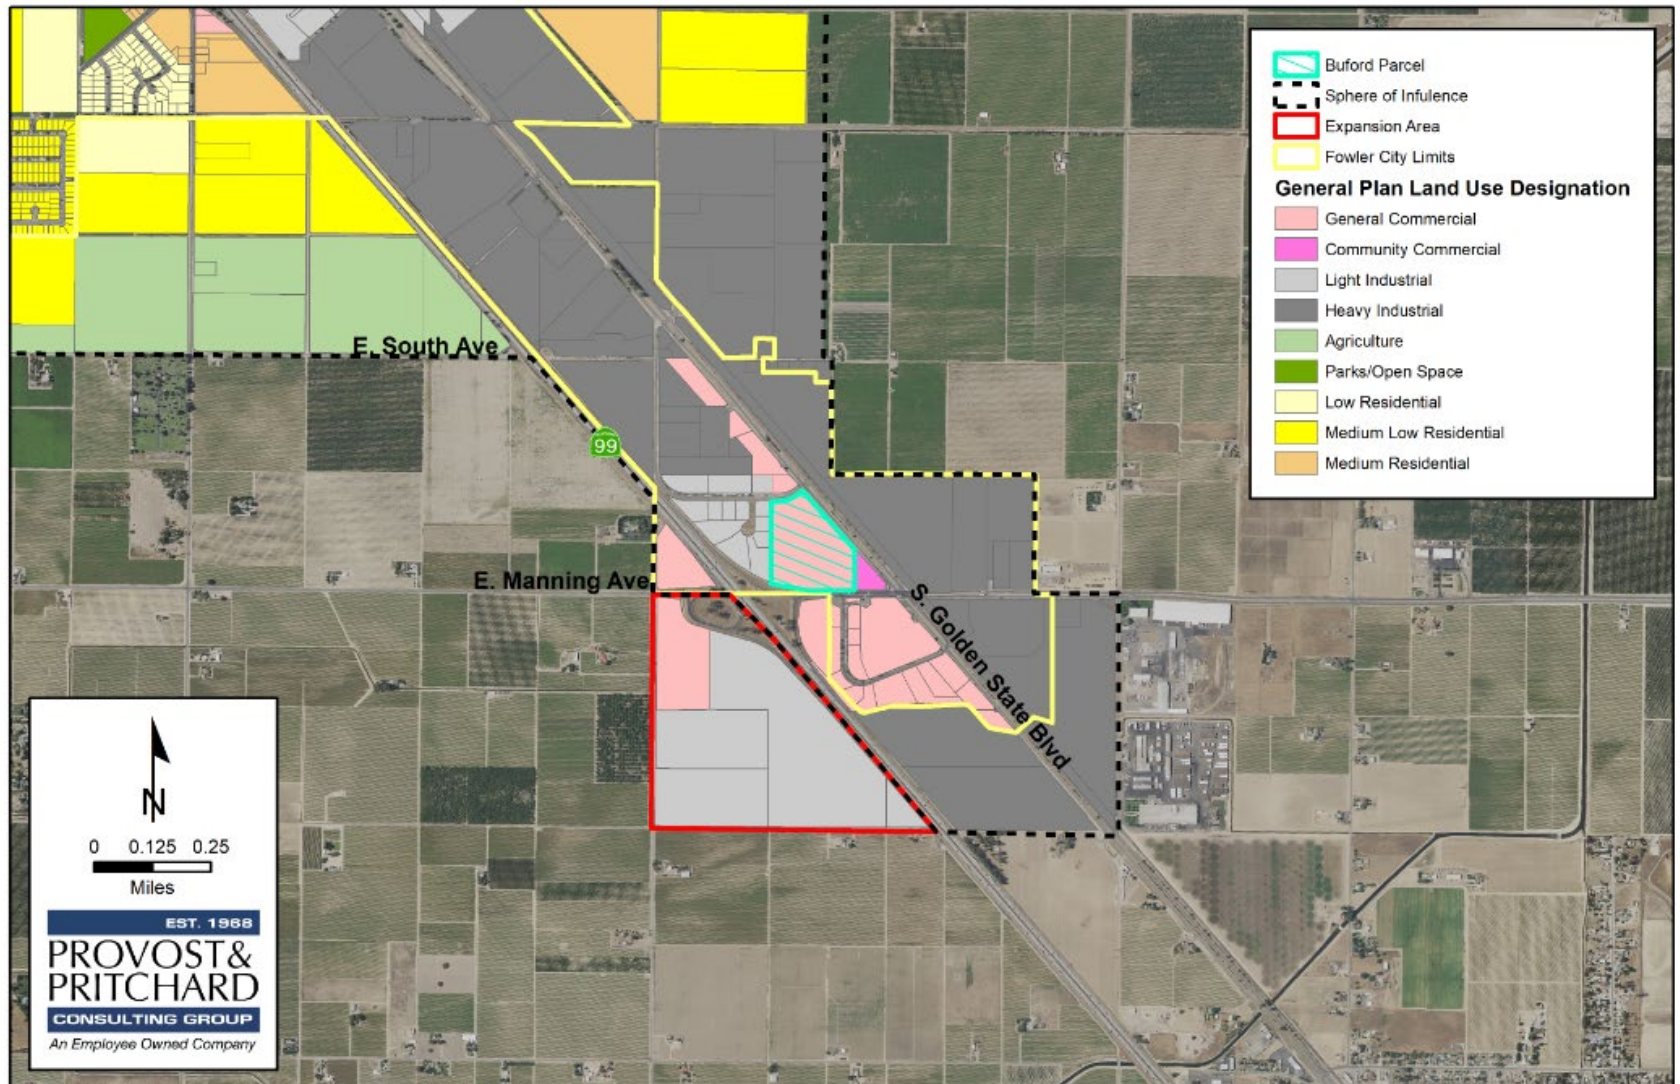 Buford Parcel
Sphere of Infulence
Expansion Area
Fowler City Limits
General Plan Land Use Designation
General Commercial
Community Commercial
Light Industrial
Heavy Industrial
Agriculture
Parks/Open Space
Low Residential
Medium Low Residential
Medium Residential
E. South Ave
99
E. Manning Ave
S. Golden State Blvd
N
0 0.125 0.25
Miles
EST. 1968
PROVOST&
PRITCHARD
CONSULTING GROUP
An Employee Owned Company